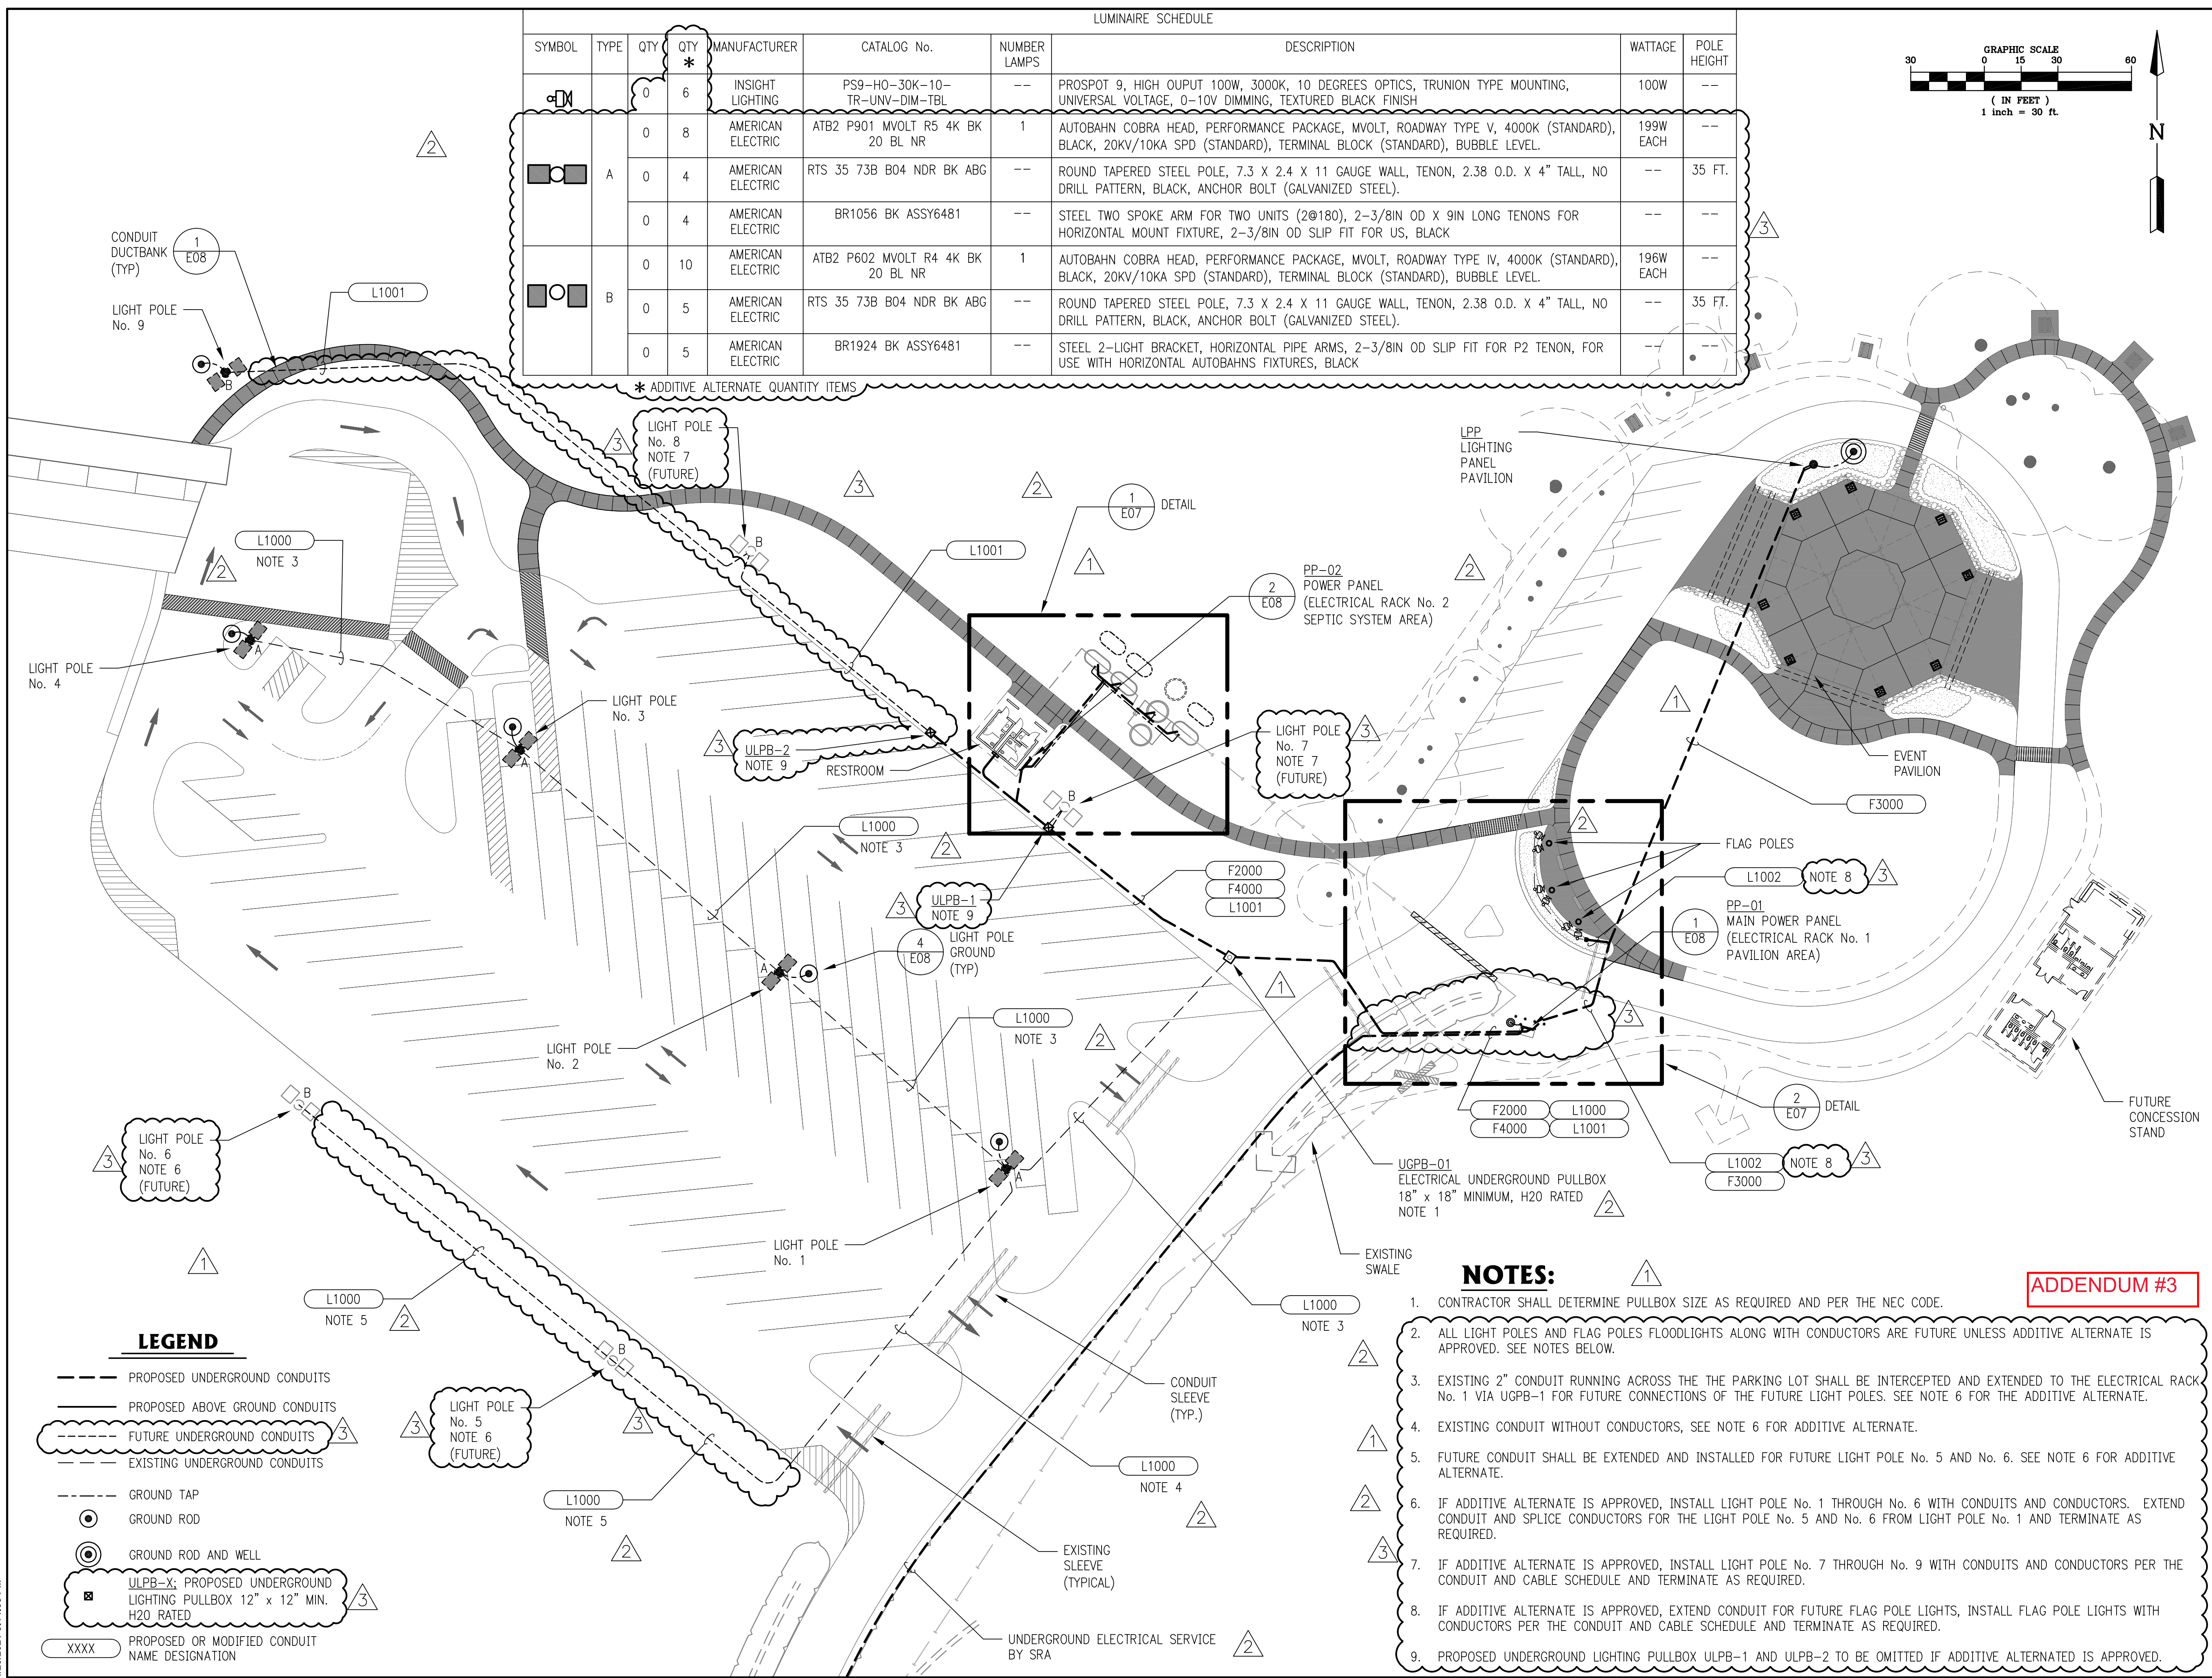 LUMINAIRE SCHEDULE
SYMBOL TYPE QTY QTY * MANUFACTURER CATALOG No. NUMBER LAMPS DESCRIPTION WATTAGE POLE HEIGHT
0 6 INSIGHT LIGHTING PS9-HO-30K-10-TR-UNV-DIM-TBL -- PROSPOT 9, HIGH OUPUT 100W, 3000K, 10 DEGREES OPTICS, TRUNION TYPE MOUNTING, UNIVERSAL VOLTAGE, 0-10V DIMMING, TEXTURED BLACK FINISH 100W --
A 0 8 AMERICAN ELECTRIC ATB2 P901 MVOLT R5 4K BK 20 BL NR 1 AUTOBAHN COBRA HEAD, PERFORMANCE PACKAGE, MVOLT, ROADWAY TYPE V, 4000K (STANDARD), BLACK, 20KV/10KA SPD (STANDARD), TERMINAL BLOCK (STANDARD), BUBBLE LEVEL. 199W EACH --
0 4 AMERICAN ELECTRIC RTS 35 73B B04 NDR BK ABG -- ROUND TAPERED STEEL POLE, 7.3 X 2.4 X 11 GAUGE WALL, TENON, 2.38 O.D. X 4" TALL, NO DRILL PATTERN, BLACK, ANCHOR BOLT (GALVANIZED STEEL). -- 35 FT.
0 4 AMERICAN ELECTRIC BR1056 BK ASSY6481 -- STEEL TWO SPOKE ARM FOR TWO UNITS (2@180), 2-3/8IN OD X 9IN LONG TENONS FOR HORIZONTAL MOUNT FIXTURE, 2-3/8IN OD SLIP FIT FOR US, BLACK -- --
B 0 10 AMERICAN ELECTRIC ATB2 P602 MVOLT R4 4K BK 20 BL NR 1 AUTOBAHN COBRA HEAD, PERFORMANCE PACKAGE, MVOLT, ROADWAY TYPE IV, 4000K (STANDARD), BLACK, 20KV/10KA SPD (STANDARD), TERMINAL BLOCK (STANDARD), BUBBLE LEVEL. 196W EACH --
0 5 AMERICAN ELECTRIC RTS 35 73B B04 NDR BK ABG -- ROUND TAPERED STEEL POLE, 7.3 X 2.4 X 11 GAUGE WALL, TENON, 2.38 O.D. X 4" TALL, NO DRILL PATTERN, BLACK, ANCHOR BOLT (GALVANIZED STEEL). -- 35 FT.
0 5 AMERICAN ELECTRIC BR1924 BK ASSY6481 -- STEEL 2-LIGHT BRACKET, HORIZONTAL PIPE ARMS, 2-3/8IN OD SLIP FIT FOR P2 TENON, FOR USE WITH HORIZONTAL AUTOBAHNS FIXTURES, BLACK -- --
* ADDITIVE ALTERNATE QUANTITY ITEMS
GRAPHIC SCALE
30 0 15 30 60
( IN FEET )
1 inch = 30 ft.
N
2
3
CONDUIT
DUCTBANK
(TYP)
1
E08
L1001
LIGHT POLE
No. 9
B
3
LIGHT POLE
No. 8
NOTE 7
(FUTURE)
B
3
2
1
E07
DETAIL
L1001
1
2
E08
PP-02
POWER PANEL
(ELECTRICAL RACK No. 2
SEPTIC SYSTEM AREA)
2
LPP
LIGHTING
PANEL
PAVILION
L1000
NOTE 3
2
LIGHT POLE
No. 4
A
LIGHT POLE
No. 3
A
3
ULPB-2
NOTE 9
RESTROOM
LIGHT POLE
No. 7
NOTE 7
(FUTURE)
3
B
1
EVENT
PAVILION
F3000
L1000
NOTE 3
2
F2000
F4000
L1001
2
FLAG POLES
L1002
NOTE 8
3
3
ULPB-1
NOTE 9
1
E08
PP-01
MAIN POWER PANEL
(ELECTRICAL RACK No. 1
PAVILION AREA)
4
E08
LIGHT POLE
GROUND
(TYP)
A
1
3
L1000
NOTE 3
2
LIGHT POLE
No. 2
F2000
L1000
F4000
L1001
2
E07
DETAIL
FUTURE
CONCESSION
STAND
B
3
LIGHT POLE
No. 6
NOTE 6
(FUTURE)
L1002
NOTE 8
3
F3000
UGPB-01
ELECTRICAL UNDERGROUND PULLBOX
18" x 18" MINIMUM, H20 RATED
NOTE 1
2
A
LIGHT POLE
No. 1
EXISTING
SWALE
1
L1000
NOTE 5
2
L1000
NOTE 3
2
B
3
LIGHT POLE
No. 5
NOTE 6
(FUTURE)
3
CONDUIT
SLEEVE
(TYP.)
L1000
NOTE 4
2
L1000
NOTE 5
2
EXISTING
SLEEVE
(TYPICAL)
UNDERGROUND ELECTRICAL SERVICE
BY SRA
2
LEGEND
PROPOSED UNDERGROUND CONDUITS
PROPOSED ABOVE GROUND CONDUITS
FUTURE UNDERGROUND CONDUITS
3
EXISTING UNDERGROUND CONDUITS
GROUND TAP
GROUND ROD
GROUND ROD AND WELL
ULPB-X; PROPOSED UNDERGROUND
LIGHTING PULLBOX 12" x 12" MIN.
H20 RATED
3
XXXX
PROPOSED OR MODIFIED CONDUIT
NAME DESIGNATION
NOTES:
1
ADDENDUM #3
1. CONTRACTOR SHALL DETERMINE PULLBOX SIZE AS REQUIRED AND PER THE NEC CODE.
2. ALL LIGHT POLES AND FLAG POLES FLOODLIGHTS ALONG WITH CONDUCTORS ARE FUTURE UNLESS ADDITIVE ALTERNATE IS
APPROVED. SEE NOTES BELOW.
3. EXISTING 2" CONDUIT RUNNING ACROSS THE THE PARKING LOT SHALL BE INTERCEPTED AND EXTENDED TO THE ELECTRICAL RACK
No. 1 VIA UGPB-1 FOR FUTURE CONNECTIONS OF THE FUTURE LIGHT POLES. SEE NOTE 6 FOR THE ADDITIVE ALTERNATE.
1
4. EXISTING CONDUIT WITHOUT CONDUCTORS, SEE NOTE 6 FOR ADDITIVE ALTERNATE.
5. FUTURE CONDUIT SHALL BE EXTENDED AND INSTALLED FOR FUTURE LIGHT POLE No. 5 AND No. 6. SEE NOTE 6 FOR ADDITIVE
ALTERNATE.
2
6. IF ADDITIVE ALTERNATE IS APPROVED, INSTALL LIGHT POLE No. 1 THROUGH No. 6 WITH CONDUITS AND CONDUCTORS. EXTEND
CONDUIT AND SPLICE CONDUCTORS FOR THE LIGHT POLE No. 5 AND No. 6 FROM LIGHT POLE No. 1 AND TERMINATE AS
REQUIRED.
3
7. IF ADDITIVE ALTERNATE IS APPROVED, INSTALL LIGHT POLE No. 7 THROUGH No. 9 WITH CONDUITS AND CONDUCTORS PER THE
CONDUIT AND CABLE SCHEDULE AND TERMINATE AS REQUIRED.
8. IF ADDITIVE ALTERNATE IS APPROVED, EXTEND CONDUIT FOR FUTURE FLAG POLE LIGHTS, INSTALL FLAG POLE LIGHTS WITH
CONDUCTORS PER THE CONDUIT AND CABLE SCHEDULE AND TERMINATE AS REQUIRED.
9. PROPOSED UNDERGROUND LIGHTING PULLBOX ULPB-1 AND ULPB-2 TO BE OMITTED IF ADDITIVE ALTERNATED IS APPROVED.